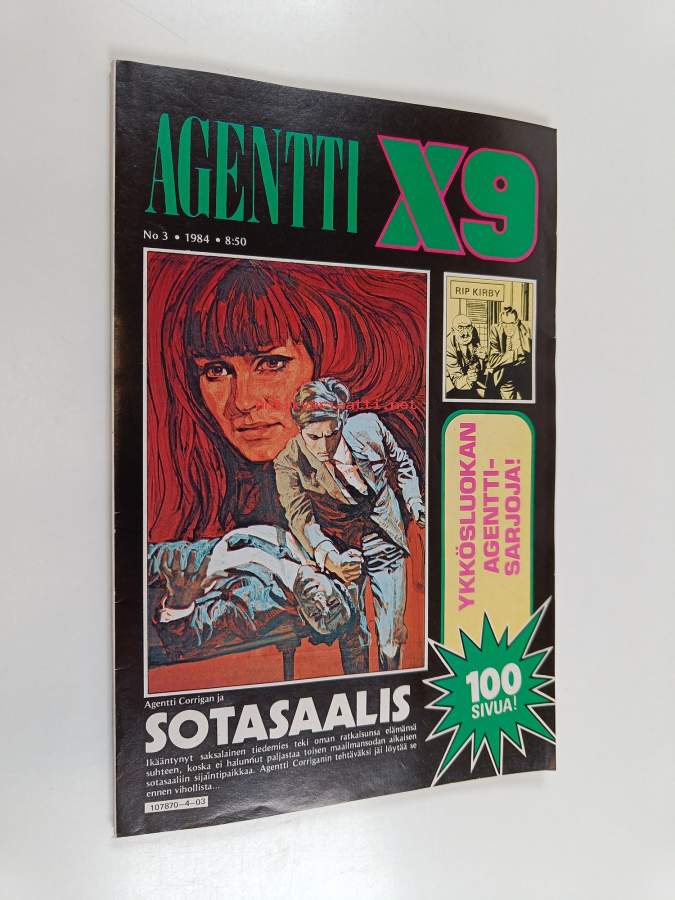 AGENTTI X9
No 3 • 1984 • 8:50
RIP KIRBY
YKKÖSLUOKAN
AGENTTI-
SARJOJA!
100
SIVUA!
Agentti Corrigan ja
SOTASAALIS
Ikääntynyt saksalainen tiedemies teki oman ratkaisunsa elämänsä
suhteen, koska ei halunnut paljastaa toisen maailmansodan aikaisen
sotasaaliin sijaintipaikkaa. Agentti Corriganin tehtäväksi jäi löytää se
ennen vihollista...
107870—4—03